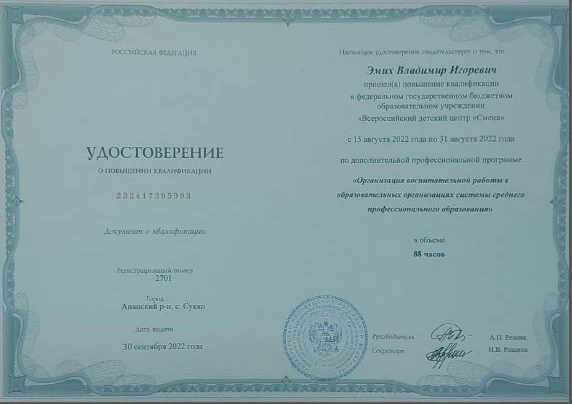 РОССИЙСКАЯ ФЕДЕРАЦИЯ
УДОСТОВЕРЕНИЕ
О ПОВЫШЕНИИ КВАЛИФИКАЦИИ
232417395993
Документ о квалификации
Регистрационный номер
2701
Город
Анапский р-н. с. Сукко
Дата выдачи
30 сентября 2022 года
Настоящее удостоверение свидетельствует о том, что
Эмих Владимир Игоревич
прошел(а) повышение квалификации
в федеральном государственном бюджетном
образовательном учреждении
«Всероссийский детский центр «Смена»
с 15 августа 2022 года по 31 августа 2022 года
по дополнительной профессиональной программе
«Организация воспитательной работы в
образовательных организациях системы среднего
профессионального образования»
в объеме
88 часов
Руководитель
А.П.
Секретарь
Н.В.